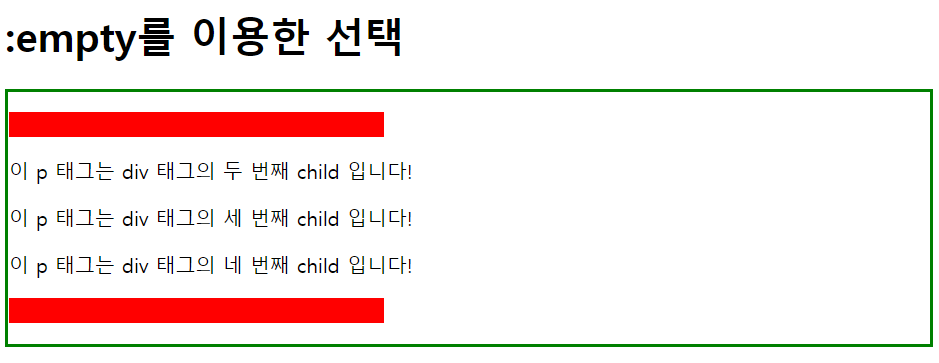 :empty를 이용한 선택
이 p 태그는 div 태그의 두 번째 child 입니다!
이 p 태그는 div 태그의 세 번째 child 입니다!
이 p 태그는 div 태그의 네 번째 child 입니다!